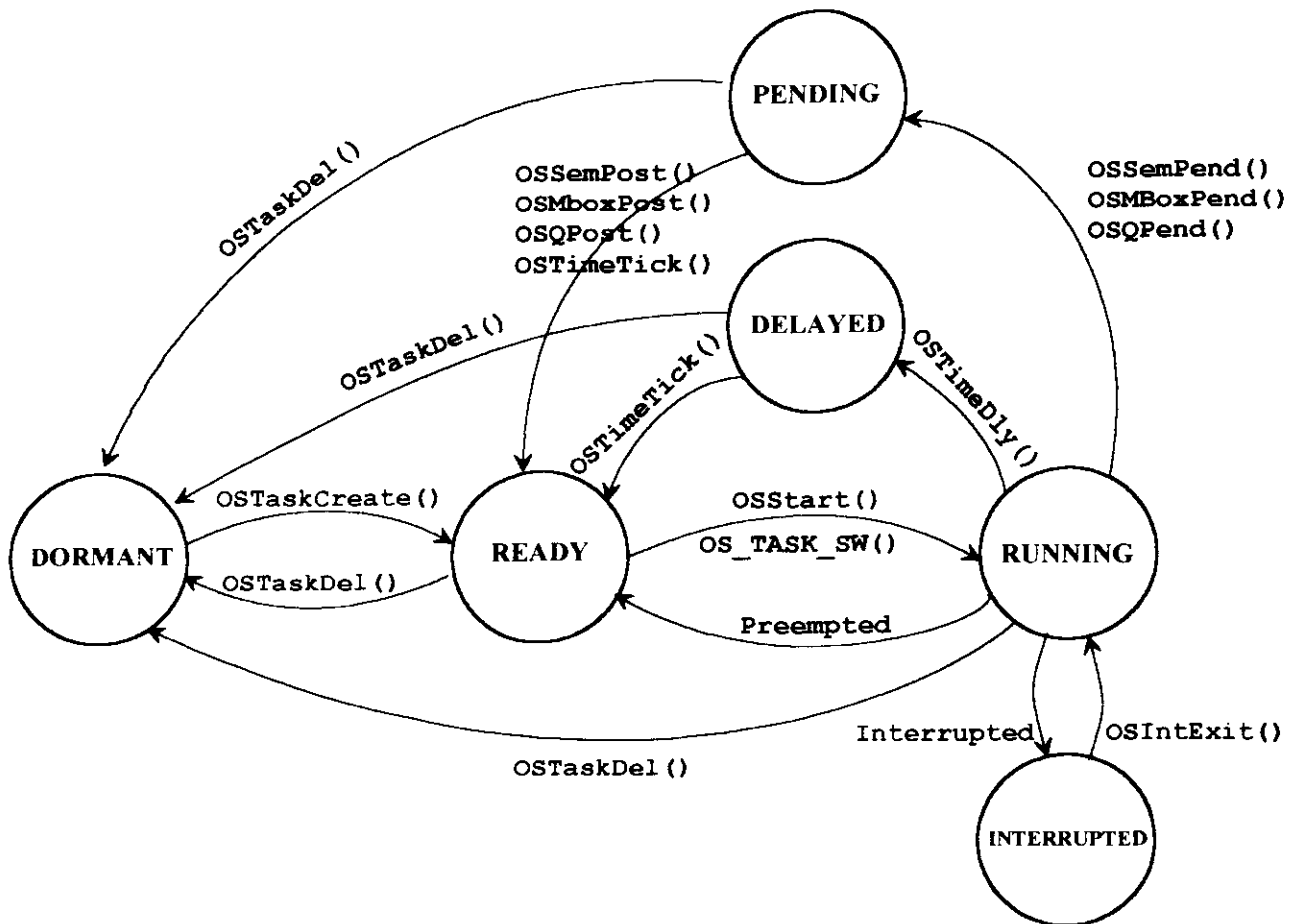 PENDING
OSTaskDel()
OSSemPost()
OSMboxPost()
OSQPost()
OSTimeTick()
OSSemPend()
OSMBoxPend()
OSQPend()
DELAYED
OSTaskDel()
OSTimeTick()
OSTimeDly()
DORMANT
OSTaskCreate()
OSTaskDel()
READY
OSStart()
OS_TASK_SW()
Preempted
RUNNING
OSTaskDel()
Interrupted
OSIntExit()
INTERRUPTED